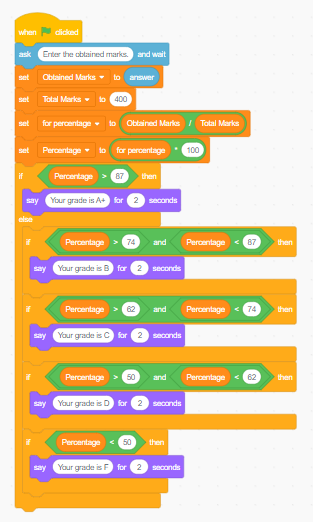 when clicked
ask Enter the obtained marks. and wait
set Obtained Marks to answer
set Total Marks to 400
set for percentage to Obtained Marks / Total Marks
set Percentage to for percentage * 100
if Percentage > 87 then
say Your grade is A+ for 2 seconds
else
if Percentage > 74 and Percentage < 87 then
say Your grade is B for 2 seconds
if Percentage > 62 and Percentage < 74 then
say Your grade is C for 2 seconds
if Percentage > 50 and Percentage < 62 then
say Your grade is D for 2 seconds
if Percentage < 50 then
say Your grade is F for 2 seconds